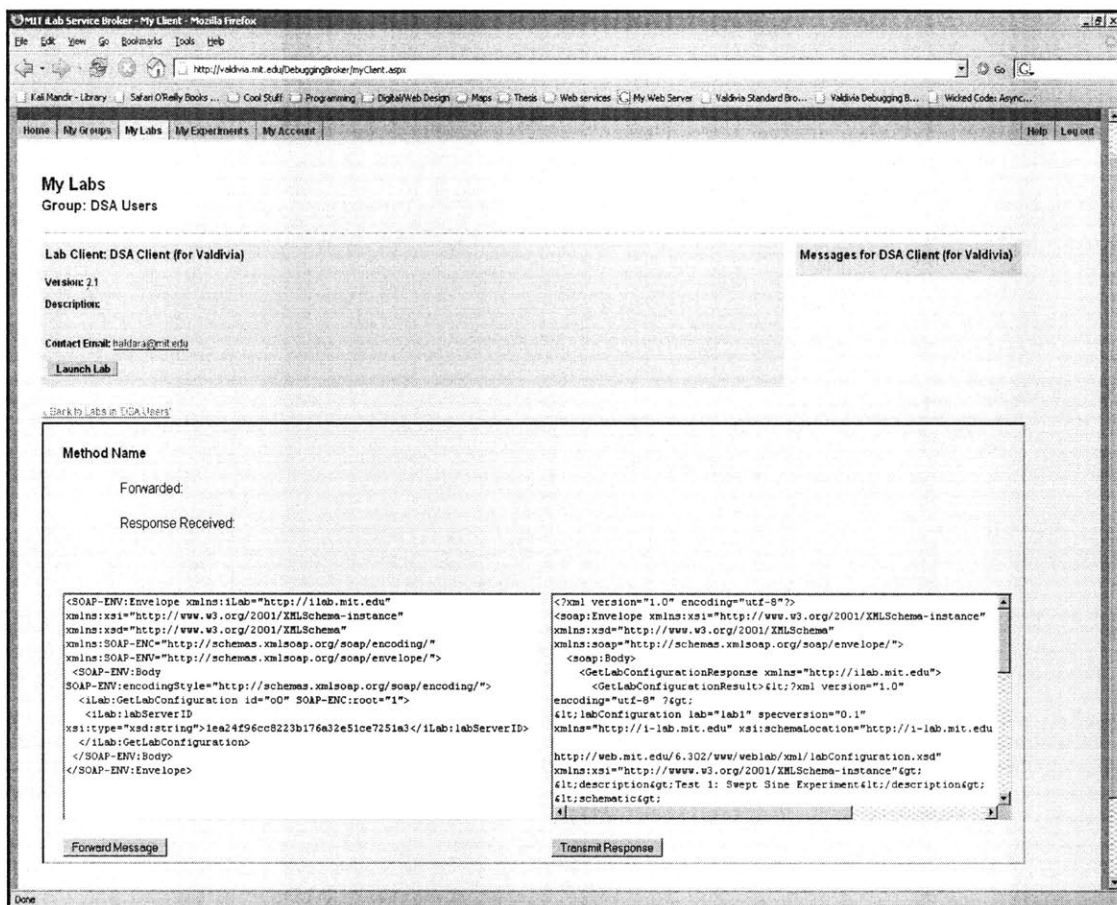 MIT iLab Service Broker - My Client - Mozilla Firefox
File Edit View Go Bookmarks Tools Help
http://valdivia.mit.edu/DebuggingBroker/myClient.aspx Go
Kali Mandir - Library Safari O'Reilly Books ... Cool Stuff Programming Digital/Web Design Maps Thesis Web services My Web Server Valdivia Standard Bro... Valdivia Debugging B... Wicked Code: Async...
Home My Groups My Labs My Experiments My Account Help Log out
My Labs
Group: DSA Users
Lab Client: DSA Client (for Valdivia)
Version: 2.1
Description:
Contact Email: haldara@mit.edu
Launch Lab
Messages for DSA Client (for Valdivia)
< Back to Labs in 'DSA Users'
Method Name
Forwarded:
Response Received:
<SOAP-ENV:Envelope xmlns:iLab="http://ilab.mit.edu"
xmlns:xsi="http://www.w3.org/2001/XMLSchema-instance"
xmlns:xsd="http://www.w3.org/2001/XMLSchema"
xmlns:SOAP-ENC="http://schemas.xmlsoap.org/soap/encoding/"
xmlns:SOAP-ENV="http://schemas.xmlsoap.org/soap/envelope/">
<SOAP-ENV:Body
SOAP-ENV:encodingStyle="http://schemas.xmlsoap.org/soap/encoding/">
<iLab:GetLabConfiguration id="o0" SOAP-ENC:root="1">
<iLab:labServerID
xsi:type="xsd:string">1ea24f96cc8223b176a32e51ce7251a3</iLab:labServerID>
</iLab:GetLabConfiguration>
</SOAP-ENV:Body>
</SOAP-ENV:Envelope>
Forward Message
<?xml version="1.0" encoding="utf-8"?>
<soap:Envelope xmlns:xsi="http://www.w3.org/2001/XMLSchema-instance"
xmlns:xsd="http://www.w3.org/2001/XMLSchema"
xmlns:soap="http://schemas.xmlsoap.org/soap/envelope/">
<soap:Body>
<GetLabConfigurationResponse xmlns="http://ilab.mit.edu">
<GetLabConfigurationResult>&lt;?xml version="1.0"
encoding="utf-8" ?&gt;
&lt;labConfiguration lab="lab1" specversion="0.1"
xmlns="http://i-lab.mit.edu" xsi:schemaLocation="http://i-lab.mit.edu
http://web.mit.edu/6.302/www/weblab/xml/labConfiguration.xsd"
xmlns:xsi="http://wwww.w3.org/2001/XMLSchema-instance"&gt;
&lt;description&gt;Test 1: Swept Sine Experiment&lt;/description&gt;
&lt;schematic&gt;
Transmit Response
Done